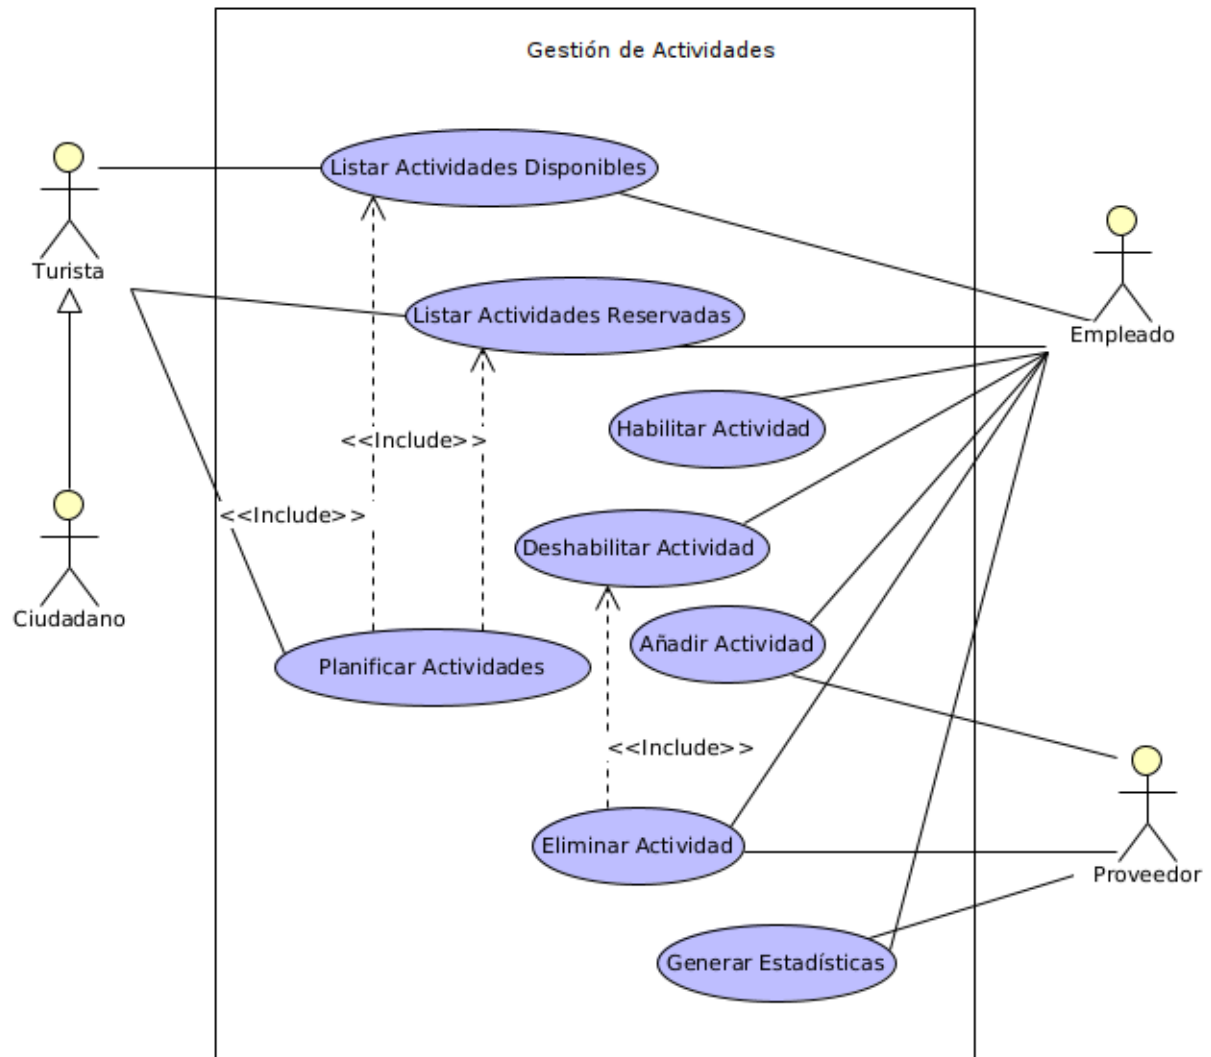 Gestión de Actividades
Listar Actividades Disponibles
Turista
Empleado
Listar Actividades Reservadas
Habilitar Actividad
<<Include>>
<<Include>>
Deshabilitar Actividad
Ciudadano
Añadir Actividad
Planificar Actividades
<<Include>>
Eliminar Actividad
Proveedor
Generar Estadísticas